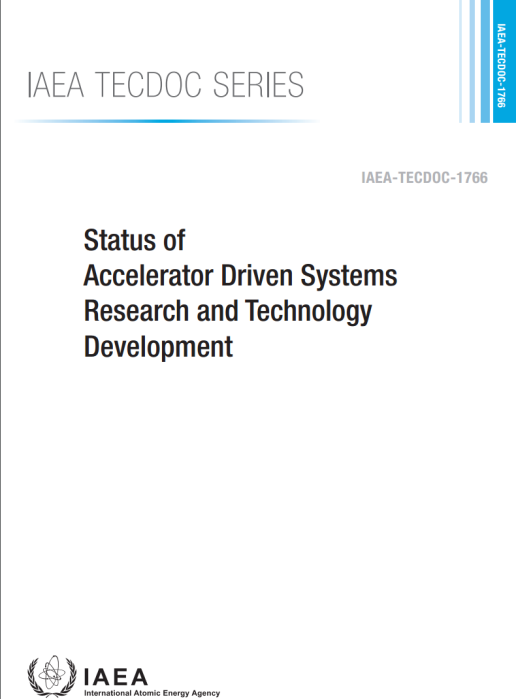 IAEA TECDOC SERIES
IAEA-TECDOC-1766
IAEA-TECDOC-1766
Status of
Accelerator Driven Systems
Research and Technology
Development
IAEA
International Atomic Energy Agency